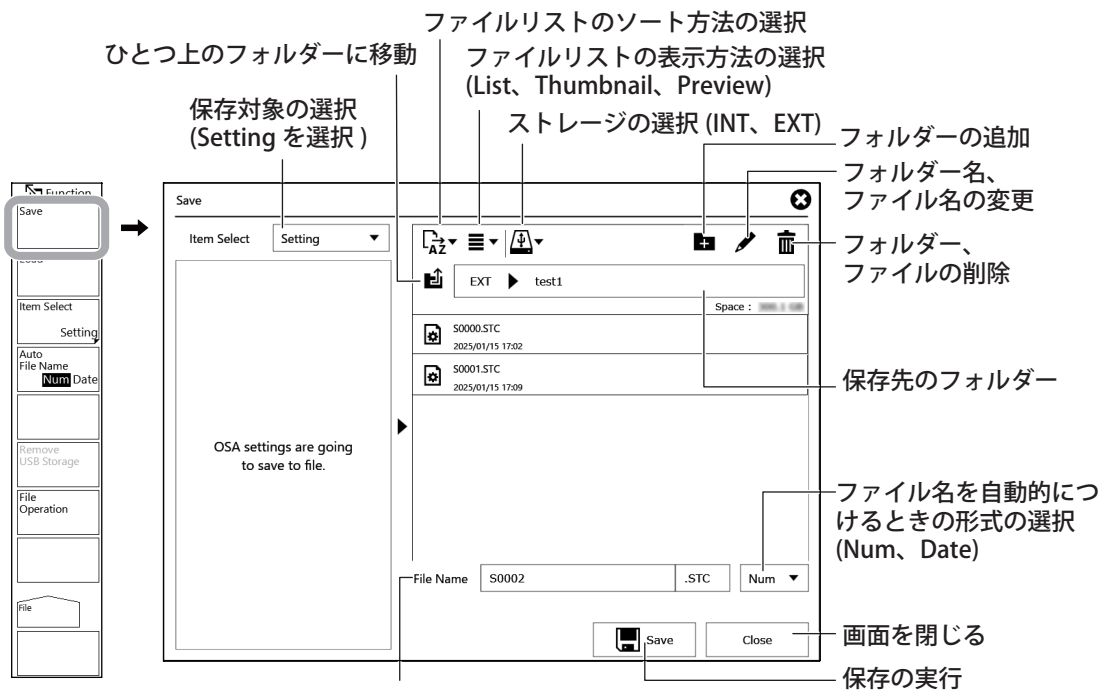 ファイルリストのソート方法の選択
ひとつ上のフォルダーに移動
ファイルリストの表示方法の選択
(List、Thumbnail、Preview)
保存対象の選択
(Setting を選択 )
ストレージの選択 (INT、EXT)
フォルダーの追加
フォルダー名、
ファイル名の変更
フォルダー、
ファイルの削除
保存先のフォルダー
ファイル名を自動的につ
けるときの形式の選択
(Num、Date)
画面を閉じる
保存の実行
Function
Save
Item Select
Setting
Auto
File Name
Num Date
Remove
USB Storage
File
Operation
File
Save
Item Select
Setting
AZ
EXT
test1
Space :
S0000.STC
2025/01/15 17:02
S0001.STC
2025/01/15 17:09
OSA settings are going
to save to file.
File Name
S0002
.STC
Num
Save
Close